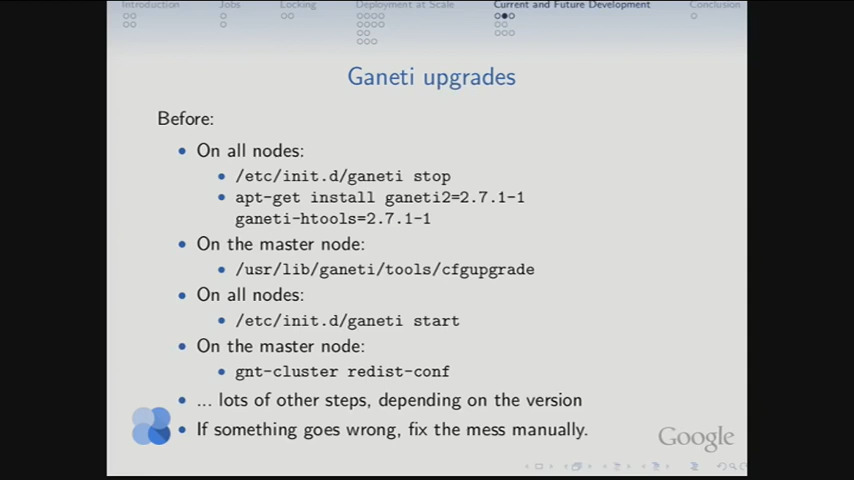 Introduction Jobs Locking Deployment at Scale Current and Future Development Conclusion
Ganeti upgrades
Before:
On all nodes:
/etc/init.d/ganeti stop
apt-get install ganeti2=2.7.1-1
ganeti-htools=2.7.1-1
On the master node:
/usr/lib/ganeti/tools/cfgupgrade
On all nodes:
/etc/init.d/ganeti start
On the master node:
gnt-cluster redist-conf
... lots of other steps, depending on the version
If something goes wrong, fix the mess manually.
Google